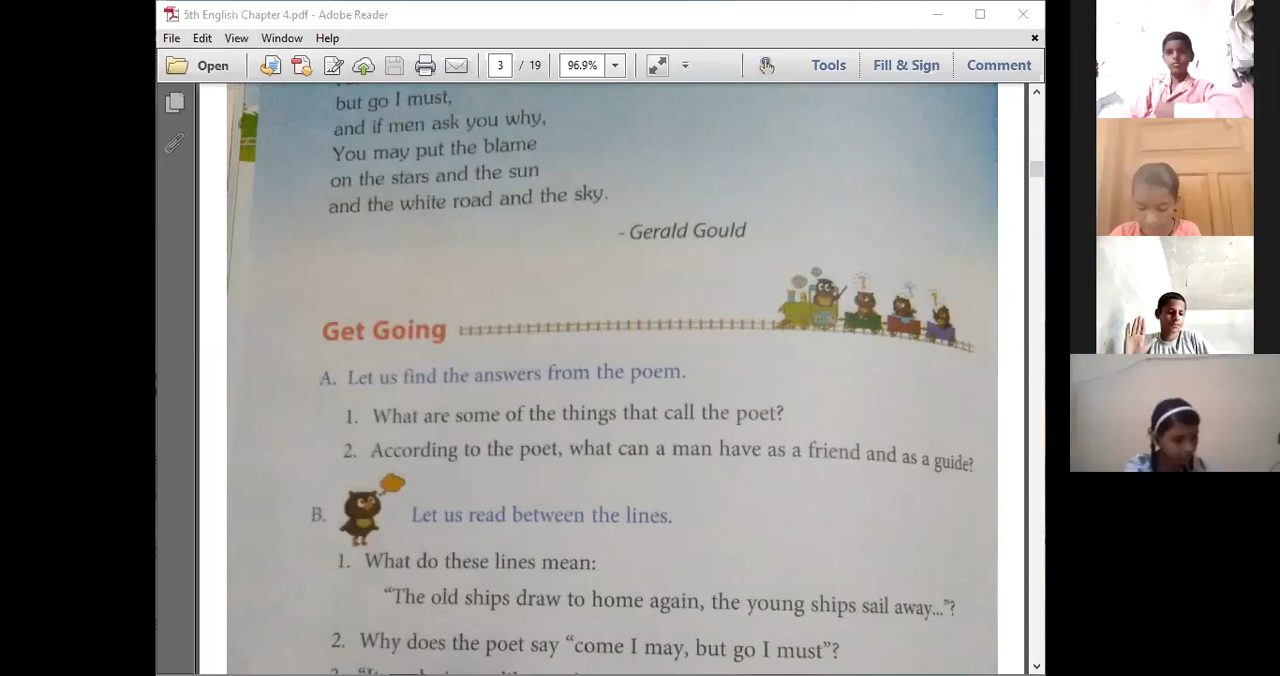 5th English Chapter 4.pdf - Adobe Reader
File Edit View Window Help
Open 3 / 19 96.9% Tools Fill & Sign Comment
but go I must,
and if men ask you why,
You may put the blame
on the stars and the sun
and the white road and the sky.
- Gerald Gould
Get Going
A. Let us find the answers from the poem.
1. What are some of the things that call the poet?
2. According to the poet, what can a man have as a friend and as a guide?
B. Let us read between the lines.
1. What do these lines mean:
“The old ships draw to home again, the young ships sail away...”?
2. Why does the poet say “come I may, but go I must”?